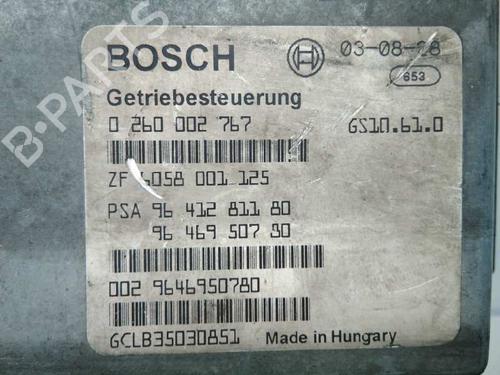 BOSCH 03-08-28
653
Getriebesteuerung
0 260 002 767 GS10.61.0
ZF 6058 001 125
PSA 96 412 811 80
96 469 507 80
002 9646950780
GCLB35030851 Made in Hungary
B-PARTS